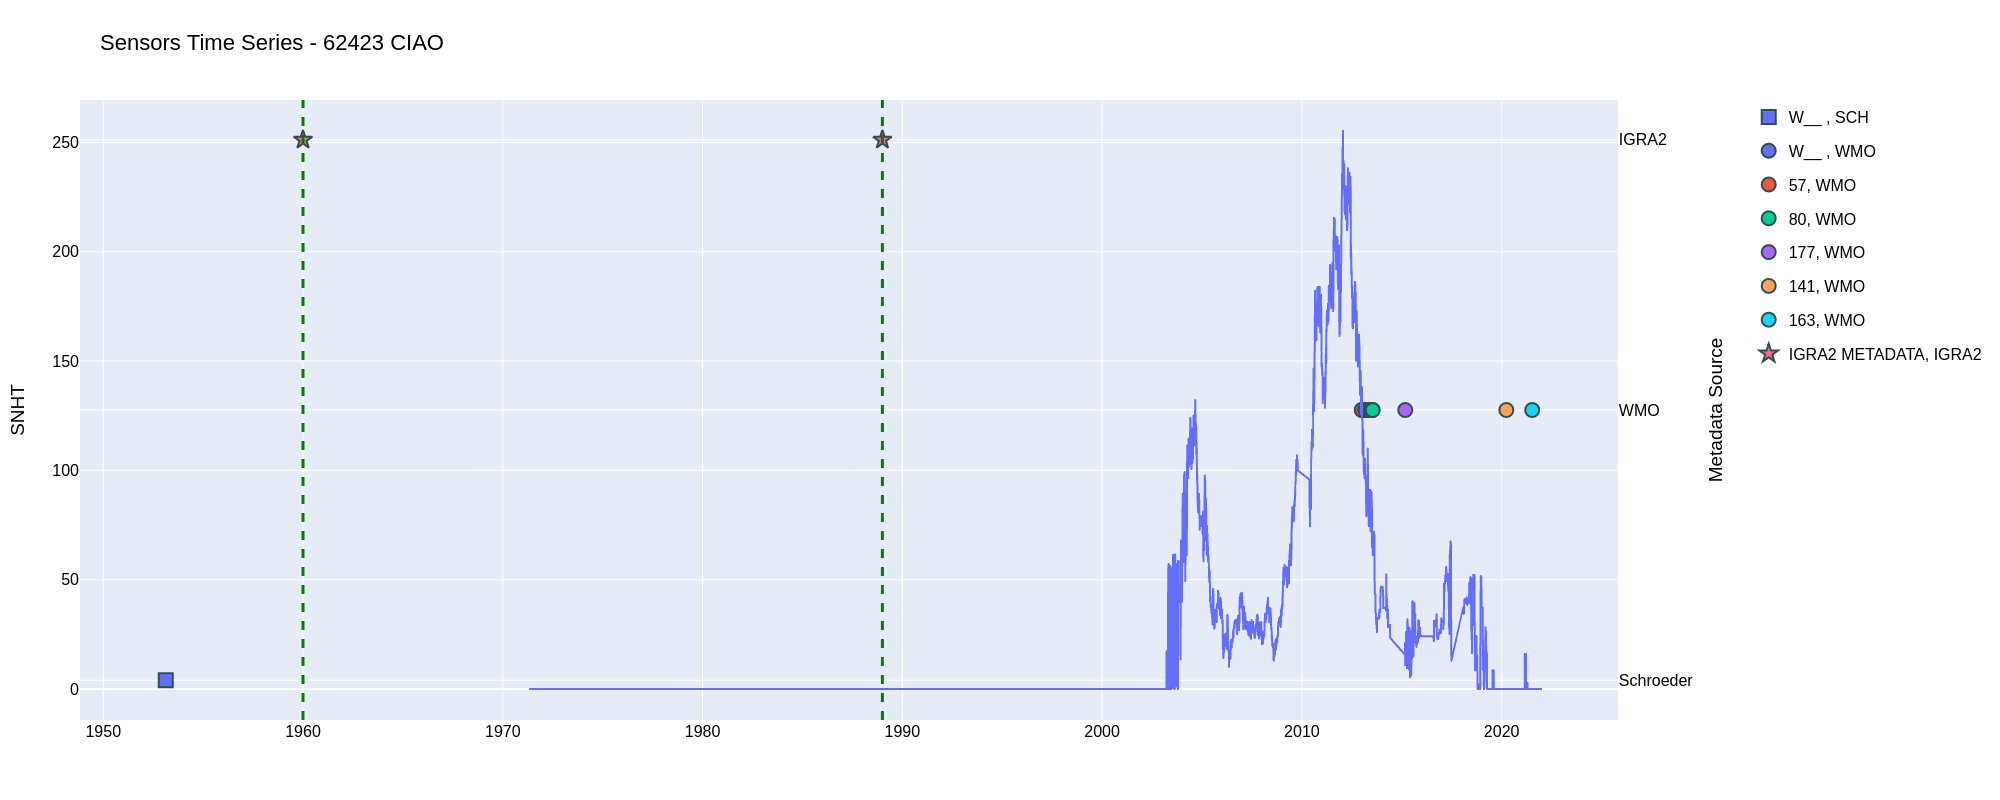 Sensors Time Series - 62423 CIAO
SNHT
250
200
150
100
50
0
1950
1960
1970
1980
1990
2000
2010
2020
IGRA2
WMO
Schroeder
Metadata Source
W__ , SCH
W__ , WMO
57, WMO
80, WMO
177, WMO
141, WMO
163, WMO
IGRA2 METADATA, IGRA2